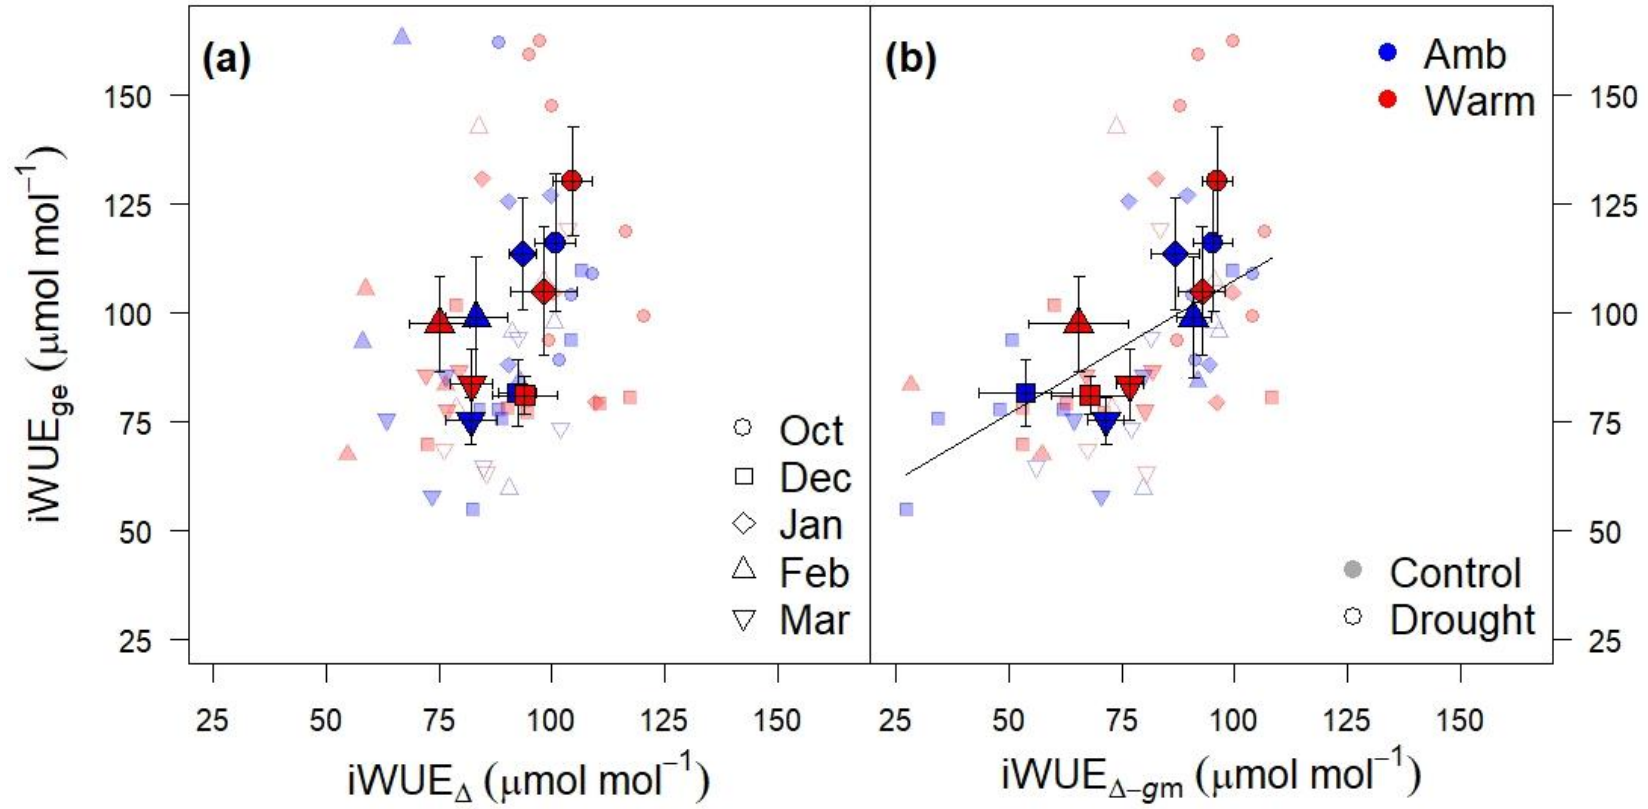 (a)
(b)
Amb
Warm
150
125
100
75
50
25
iWUEge (μmol mol−1)
Oct
Dec
Jan
Feb
Mar
150
125
100
75
50
25
Control
Drought
25 50 75 100 125 150
25 50 75 100 125 150
iWUEΔ (μmol mol−1)
iWUEΔ−gm (μmol mol−1)